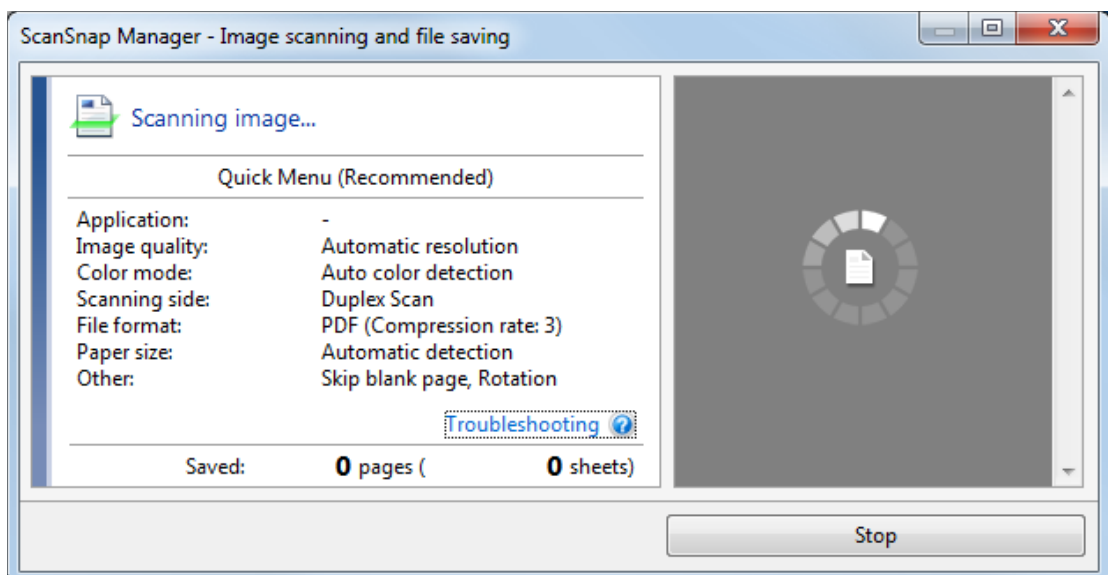 ScanSnap Manager - Image scanning and file saving
Scanning image...
Quick Menu (Recommended)
Application: -
Image quality: Automatic resolution
Color mode: Auto color detection
Scanning side: Duplex Scan
File format: PDF (Compression rate: 3)
Paper size: Automatic detection
Other: Skip blank page, Rotation
Troubleshooting
Saved: 0 pages ( 0 sheets)
Stop